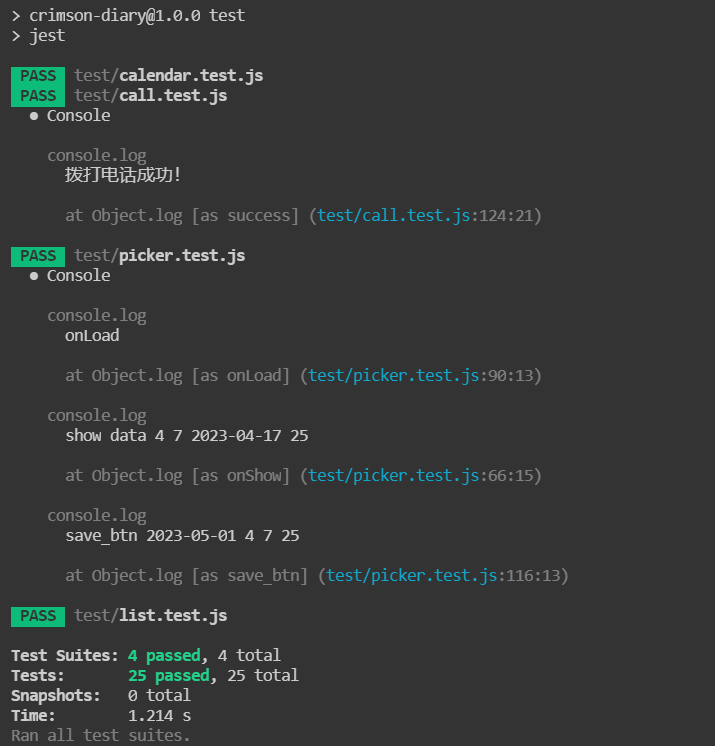 > crimson-diary@1.0.0 test
> jest
PASS test/calendar.test.js
PASS test/call.test.js
● Console
console.log
拨打电话成功！
at Object.log [as success] (test/call.test.js:124:21)
PASS test/picker.test.js
● Console
console.log
onLoad
at Object.log [as onLoad] (test/picker.test.js:90:13)
console.log
show data 4 7 2023-04-17 25
at Object.log [as onShow] (test/picker.test.js:66:15)
console.log
save_btn 2023-05-01 4 7 25
at Object.log [as save_btn] (test/picker.test.js:116:13)
PASS test/list.test.js
Test Suites: 4 passed, 4 total
Tests: 25 passed, 25 total
Snapshots: 0 total
Time: 1.214 s
Ran all test suites.